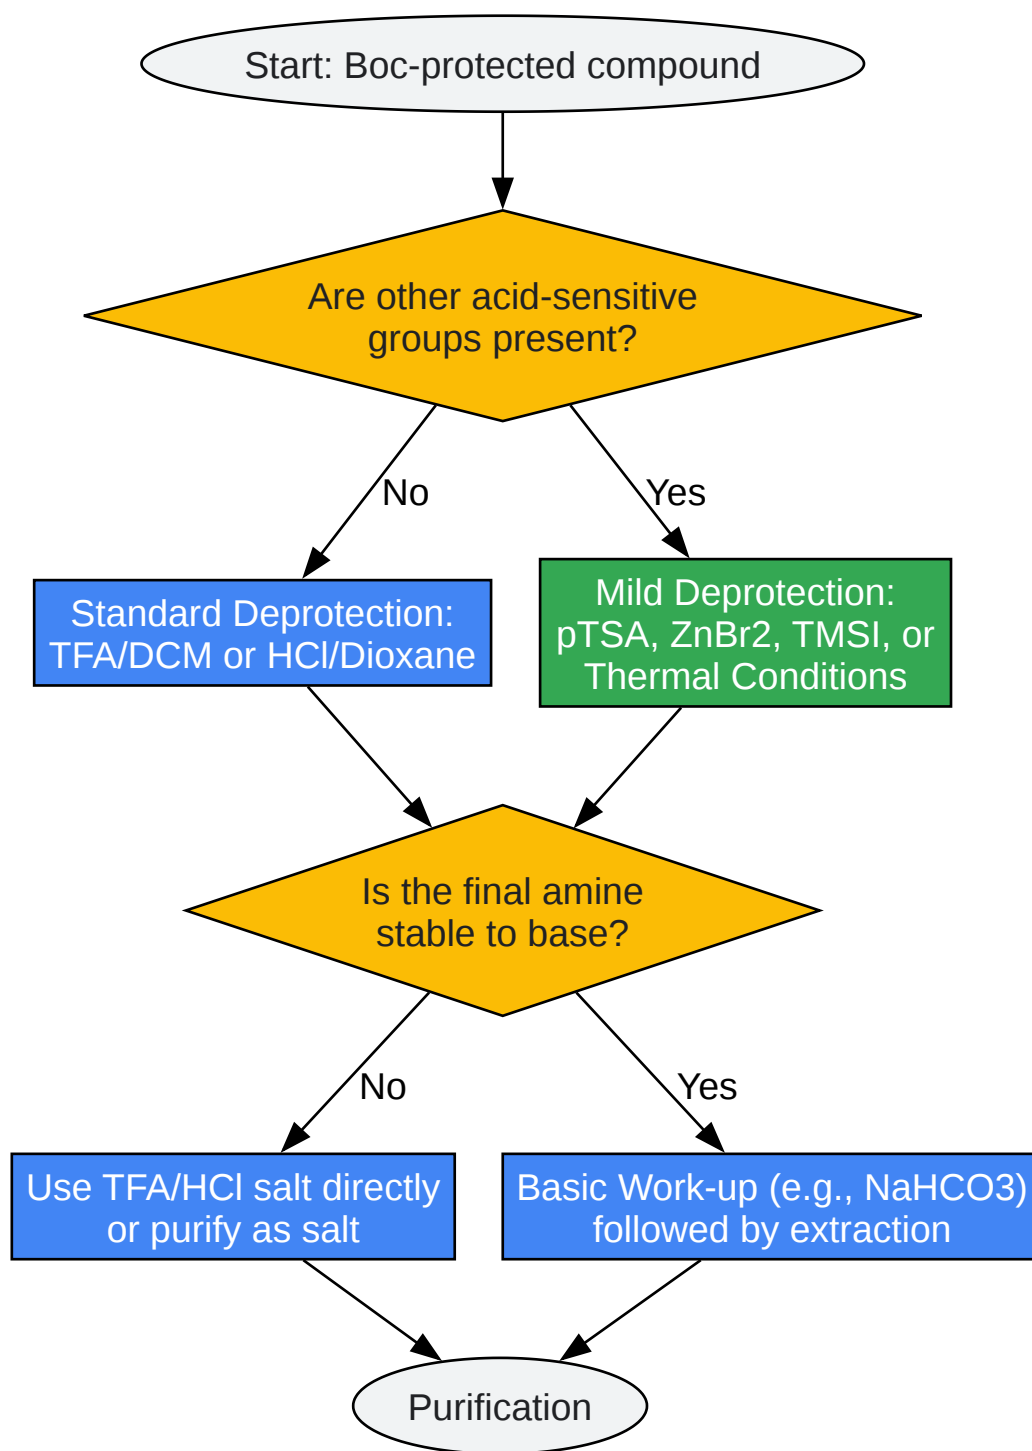 Start: Boc-protected compound
Are other acid-sensitive
groups present?
No
Yes
Standard Deprotection:
TFA/DCM or HCl/Dioxane
Mild Deprotection:
pTSA, ZnBr2, TMSI, or
Thermal Conditions
Is the final amine
stable to base?
No
Yes
Use TFA/HCl salt directly
or purify as salt
Basic Work-up (e.g., NaHCO3)
followed by extraction
Purification